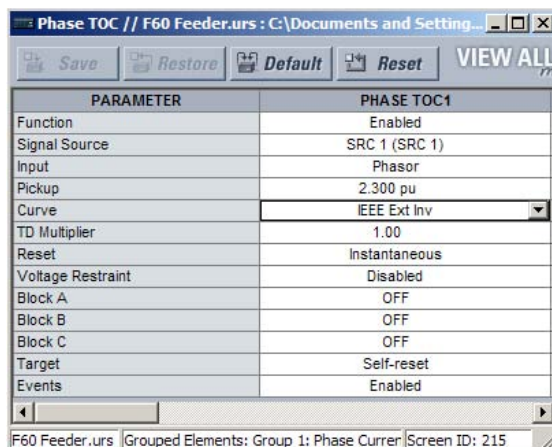 Phase TOC // F60 Feeder.urs : C:\Documents and Setting...
Save Restore Default Reset VIEW ALL
PARAMETER PHASE TOC1
Function Enabled
Signal Source SRC 1 (SRC 1)
Input Phasor
Pickup 2.300 pu
Curve IEEE Ext Inv
TD Multiplier 1.00
Reset Instantaneous
Voltage Restraint Disabled
Block A OFF
Block B OFF
Block C OFF
Target Self-reset
Events Enabled
F60 Feeder.urs Grouped Elements: Group 1: Phase Curren Screen ID: 215